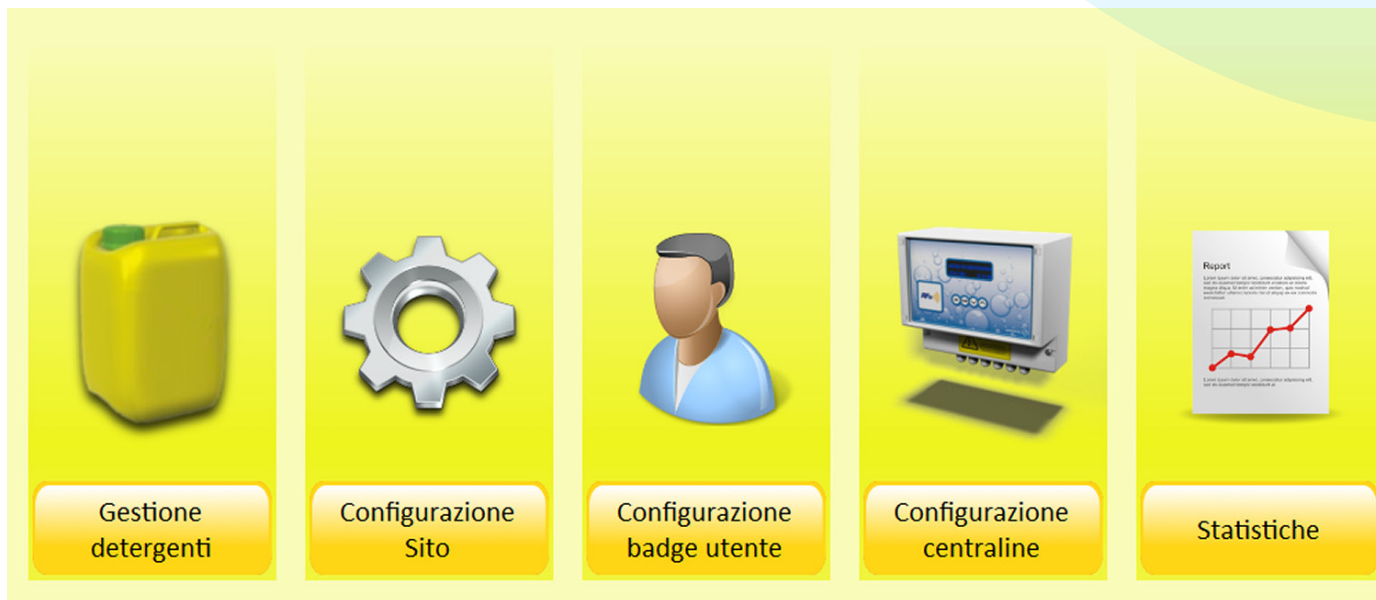 Report
Gestione
detergenti
Configurazione
Sito
Configurazione
badge utente
Configurazione
centraline
Statistiche